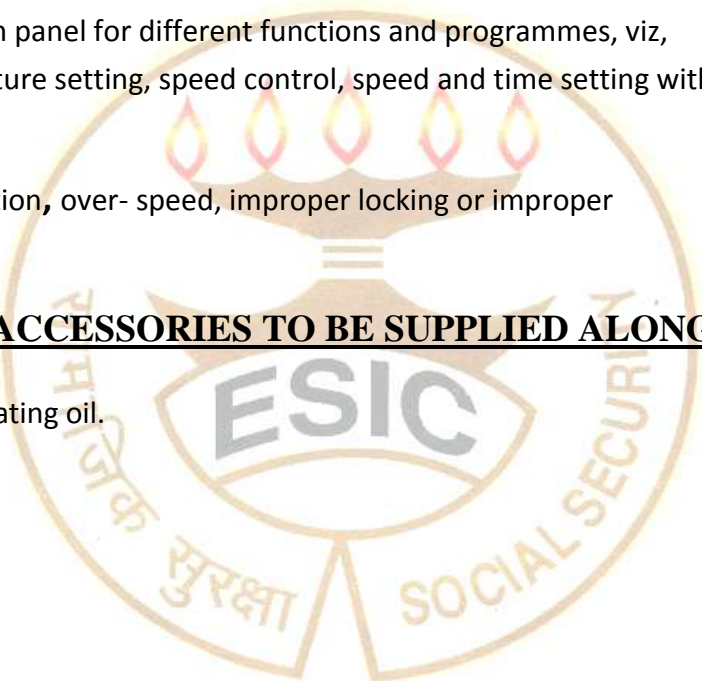 panel for different functions and programmes, viz,
ture setting, speed control, speed and time setting with
tion, over- speed, improper locking or improper
ACCESSORIES TO BE SUPPLIED ALONG
ating oil.
ESIC
सामाजिक सुरक्षा
SOCIAL SECURI